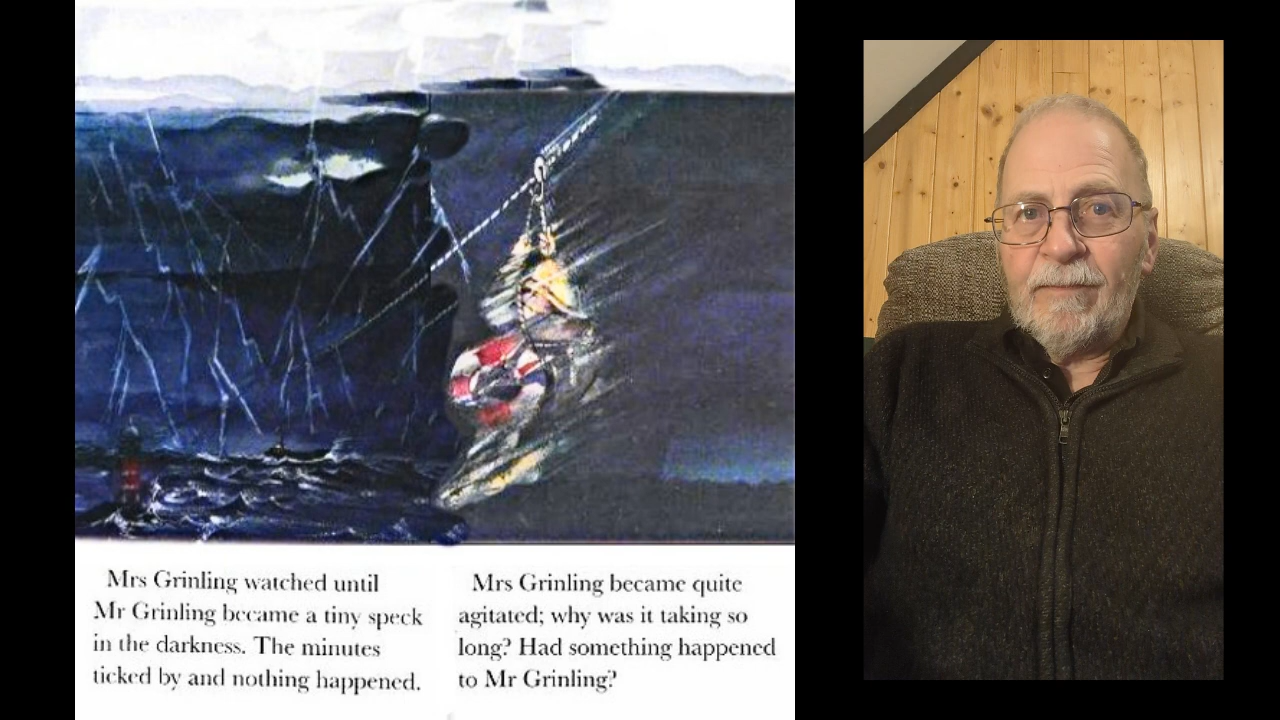 Mrs Grinling watched until
Mr Grinling became a tiny speck
in the darkness. The minutes
ticked by and nothing happened.
Mrs Grinling became quite
agitated; why was it taking so
long? Had something happened
to Mr Grinling?